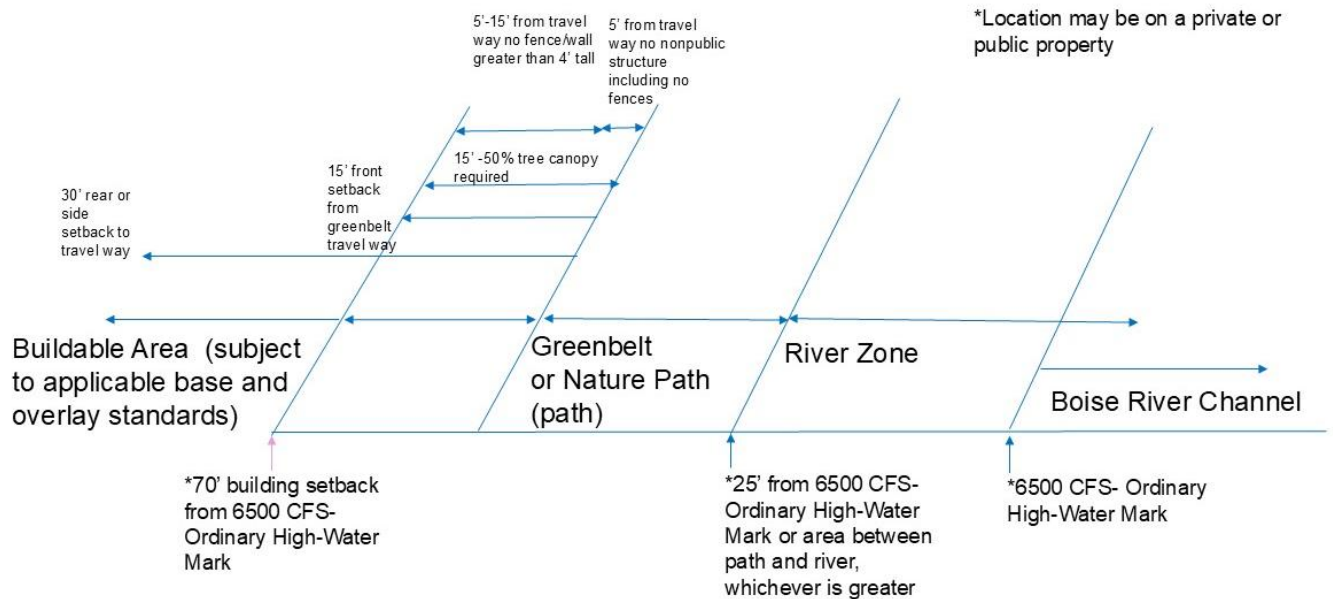 5'-15' from travel
way no fence/wall
greater than 4' tall
5' from travel
way no nonpublic
structure
including no
fences
*Location may be on a private or
public property
15' -50% tree canopy
required
15' front
setback
from
greenbelt
travel way
30' rear or
side
setback to
travel way
Buildable Area (subject
to applicable base and
overlay standards)
Greenbelt
or Nature Path
(path)
River Zone
Boise River Channel
*70' building setback
from 6500 CFS-
Ordinary High-Water
Mark
*25' from 6500 CFS-
Ordinary High-Water
Mark or area between
path and river,
whichever is greater
*6500 CFS- Ordinary
High-Water Mark